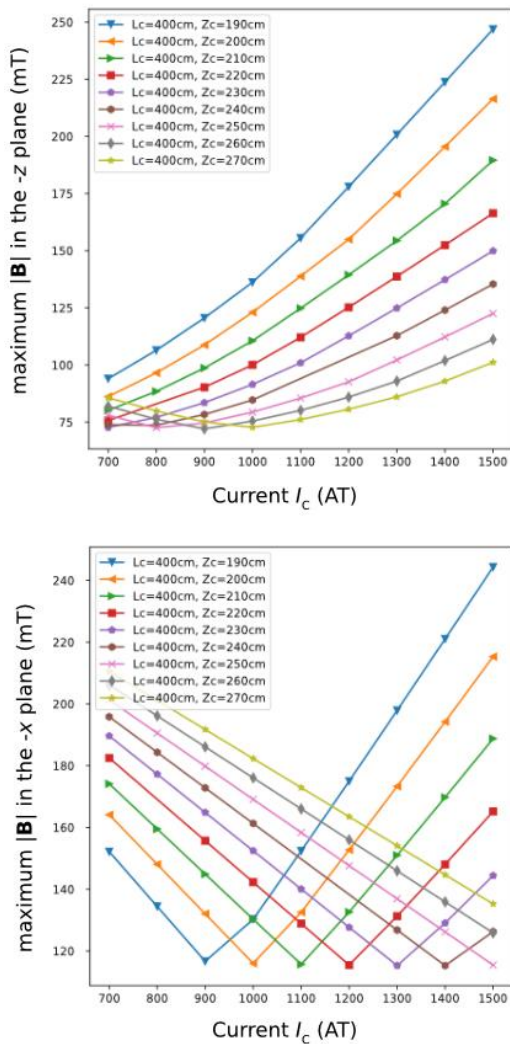 maximum |B| in the -z plane (mT)
250
225
200
175
150
125
100
75
Lc=400cm, Zc=190cm
Lc=400cm, Zc=200cm
Lc=400cm, Zc=210cm
Lc=400cm, Zc=220cm
Lc=400cm, Zc=230cm
Lc=400cm, Zc=240cm
Lc=400cm, Zc=250cm
Lc=400cm, Zc=260cm
Lc=400cm, Zc=270cm
700 800 900 1000 1100 1200 1300 1400 1500
Current Ic (AT)
maximum |B| in the -x plane (mT)
240
220
200
180
160
140
120
Lc=400cm, Zc=190cm
Lc=400cm, Zc=200cm
Lc=400cm, Zc=210cm
Lc=400cm, Zc=220cm
Lc=400cm, Zc=230cm
Lc=400cm, Zc=240cm
Lc=400cm, Zc=250cm
Lc=400cm, Zc=260cm
Lc=400cm, Zc=270cm
700 800 900 1000 1100 1200 1300 1400 1500
Current Ic (AT)